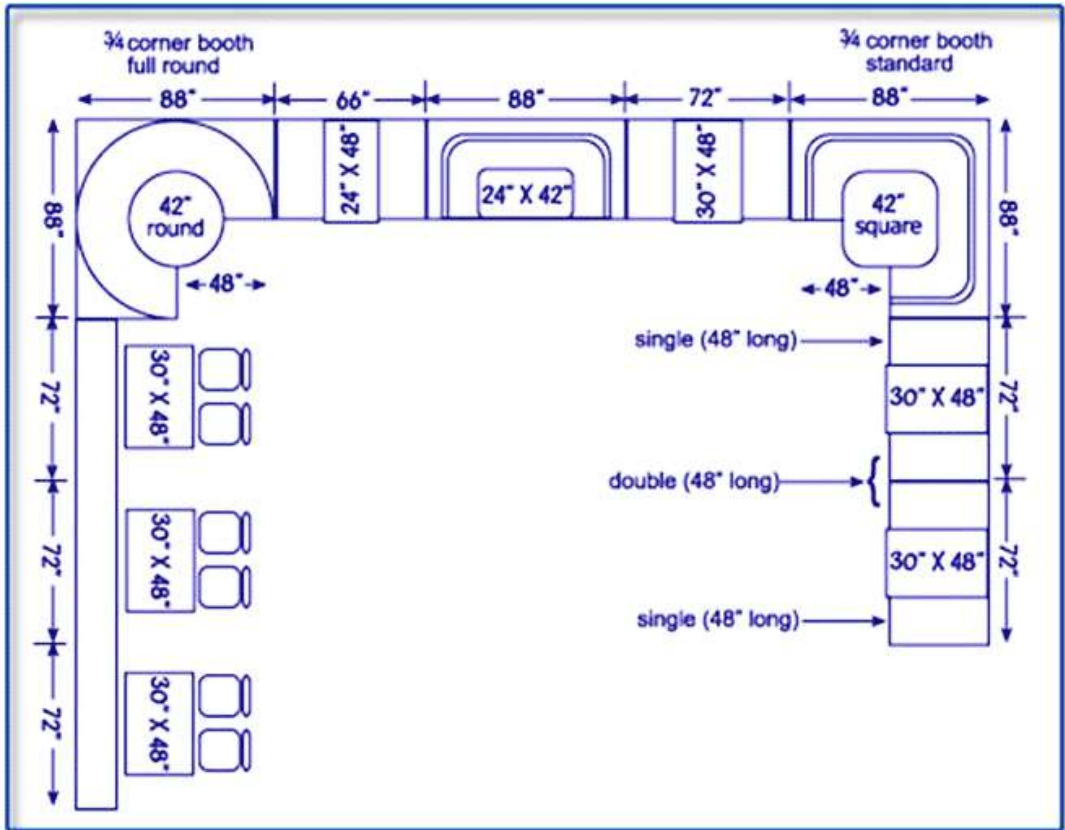 ¾ corner booth
full round
¾ corner booth
standard
88"
66"
88"
72"
88"
88"
42"
round
48"
24" X 48"
24" X 42"
30" X 48"
42"
square
48"
88"
single (48" long)
72"
30" X 48"
30" X 48"
72"
double (48" long)
72"
30" X 48"
30" X 48"
72"
single (48" long)
72"
30" X 48"